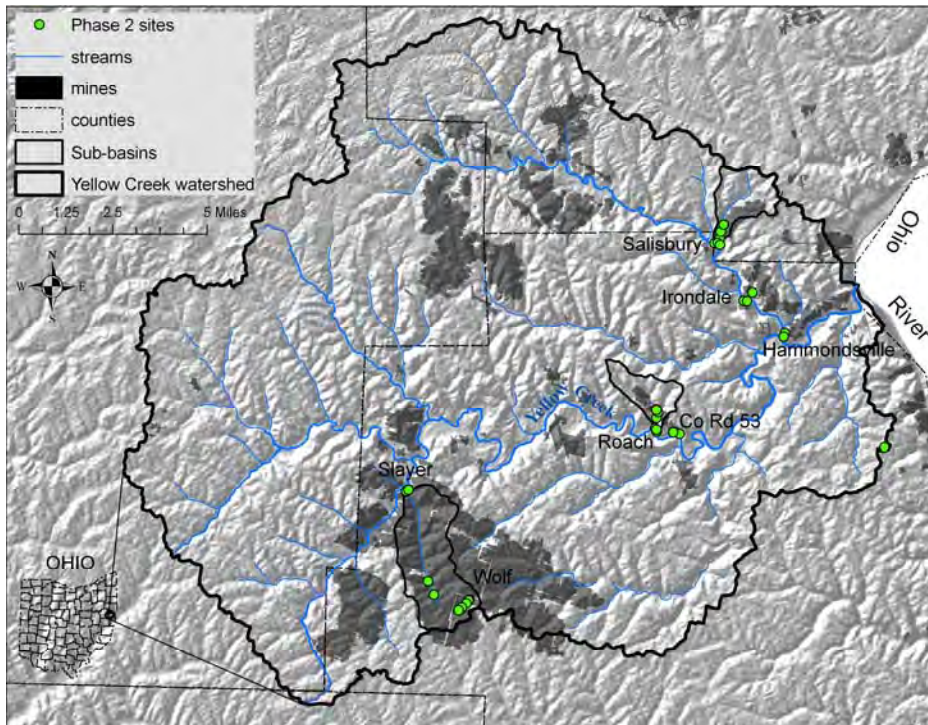 Phase 2 sites
streams
mines
counties
Sub-basins
Yellow Creek watershed
0 1.25 2.5 5 Miles
N
W E
S
Ohio
River
Salisbury
Irondale
Hammondsville
Yellow Creek
Co Rd 53
Roach
Slayer
Wolf
OHIO